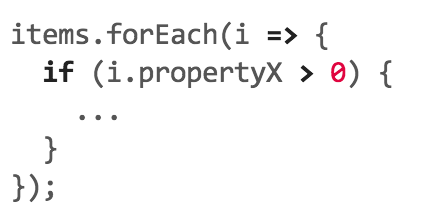 items.forEach(i => {
  if (i.propertyX > 0) {
    ...
  }
});